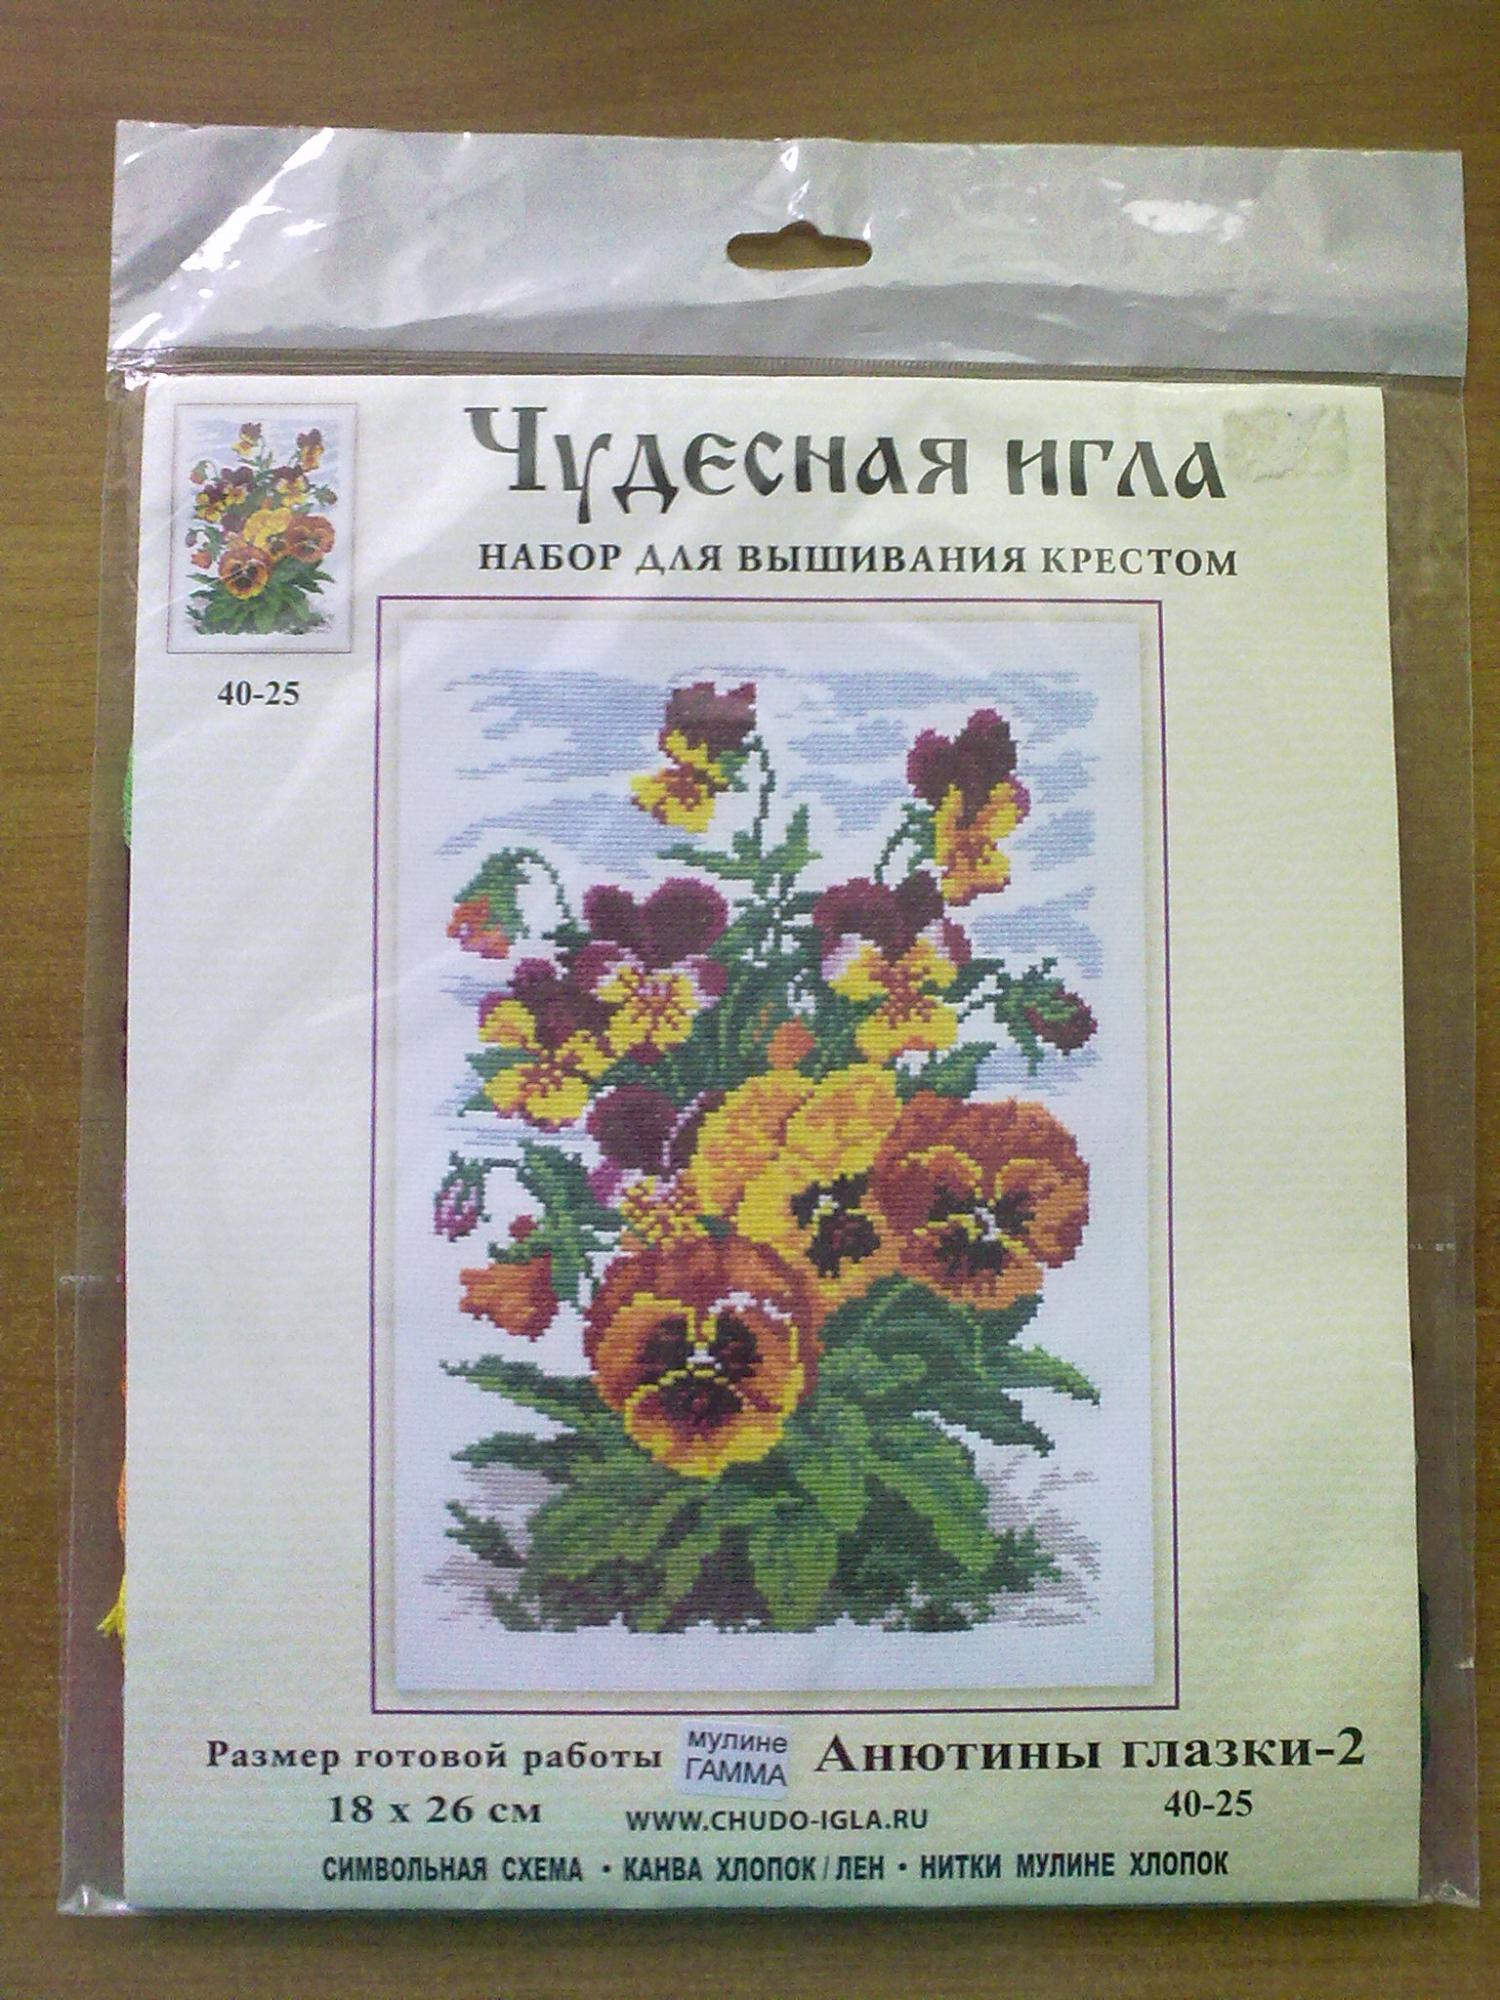 Чудесная игла
НАБОР ДЛЯ ВЫШИВАНИЯ КРЕСТОМ
40-25
Размер готовой работы
18 х 26 см
мулине
ГАММА
WWW.CHUDO-IGLA.RU
Анютины глазки-2
40-25
СИМВОЛЬНАЯ СХЕМА • КАНВА ХЛОПОК / ЛЕН • НИТКИ МУЛИНЕ ХЛОПОК